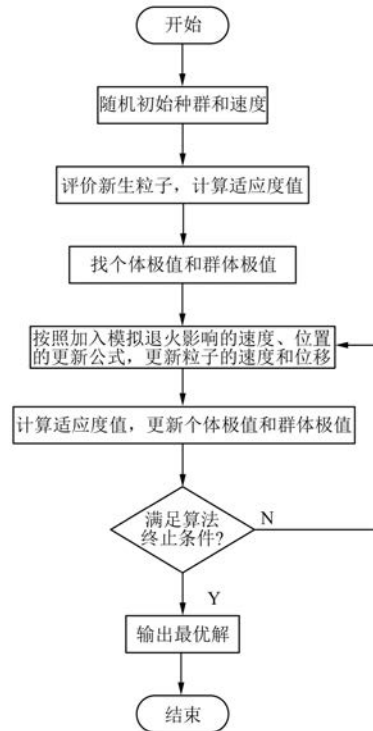 开始
随机初始种群和速度
评价新生粒子，计算适应度值
找个体极值和群体极值
按照加入模拟退火影响的速度、位置
的更新公式，更新粒子的速度和位移
计算适应度值，更新个体极值和群体极值
满足算法
终止条件?
N
Y
输出最优解
结束